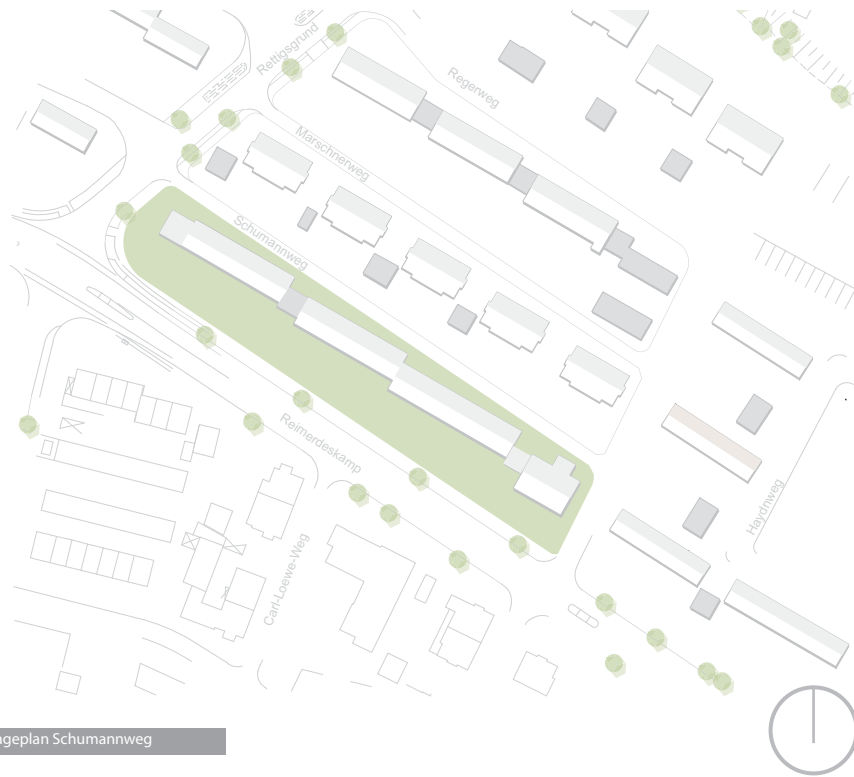 Rettigsgrund
Regerweg
Marschnerweg
Schumannweg
Reimerdeskamp
Haydnweg
Carl-Loewe-Weg
ageplan Schumannweg